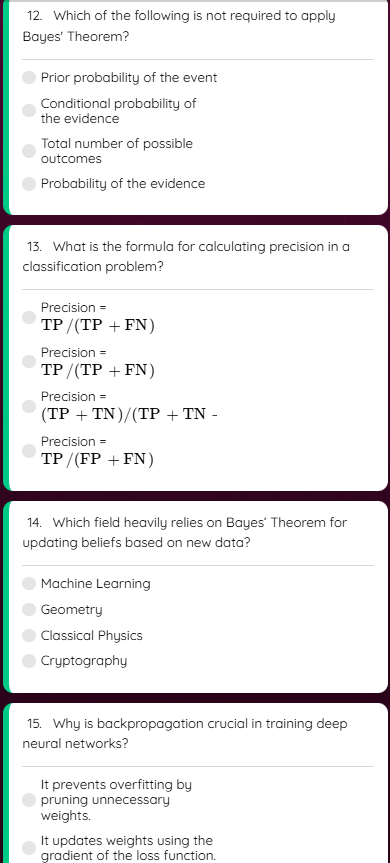 12. Which of the following is not required to apply
Bayes' Theorem?
Prior probability of the event
Conditional probability of
the evidence
Total number of possible
outcomes
Probability of the evidence
13. What is the formula for calculating precision in a
classification problem?
Precision =
TP /(TP + FN)
Precision =
TP /(TP + FN)
Precision =
(TP + TN)/(TP + TN -
Precision =
TP /(FP + FN)
14. Which field heavily relies on Bayes' Theorem for
updating beliefs based on new data?
Machine Learning
Geometry
Classical Physics
Cryptography
15. Why is backpropagation crucial in training deep
neural networks?
It prevents overfitting by
pruning unnecessary
weights.
It updates weights using the
gradient of the loss function.